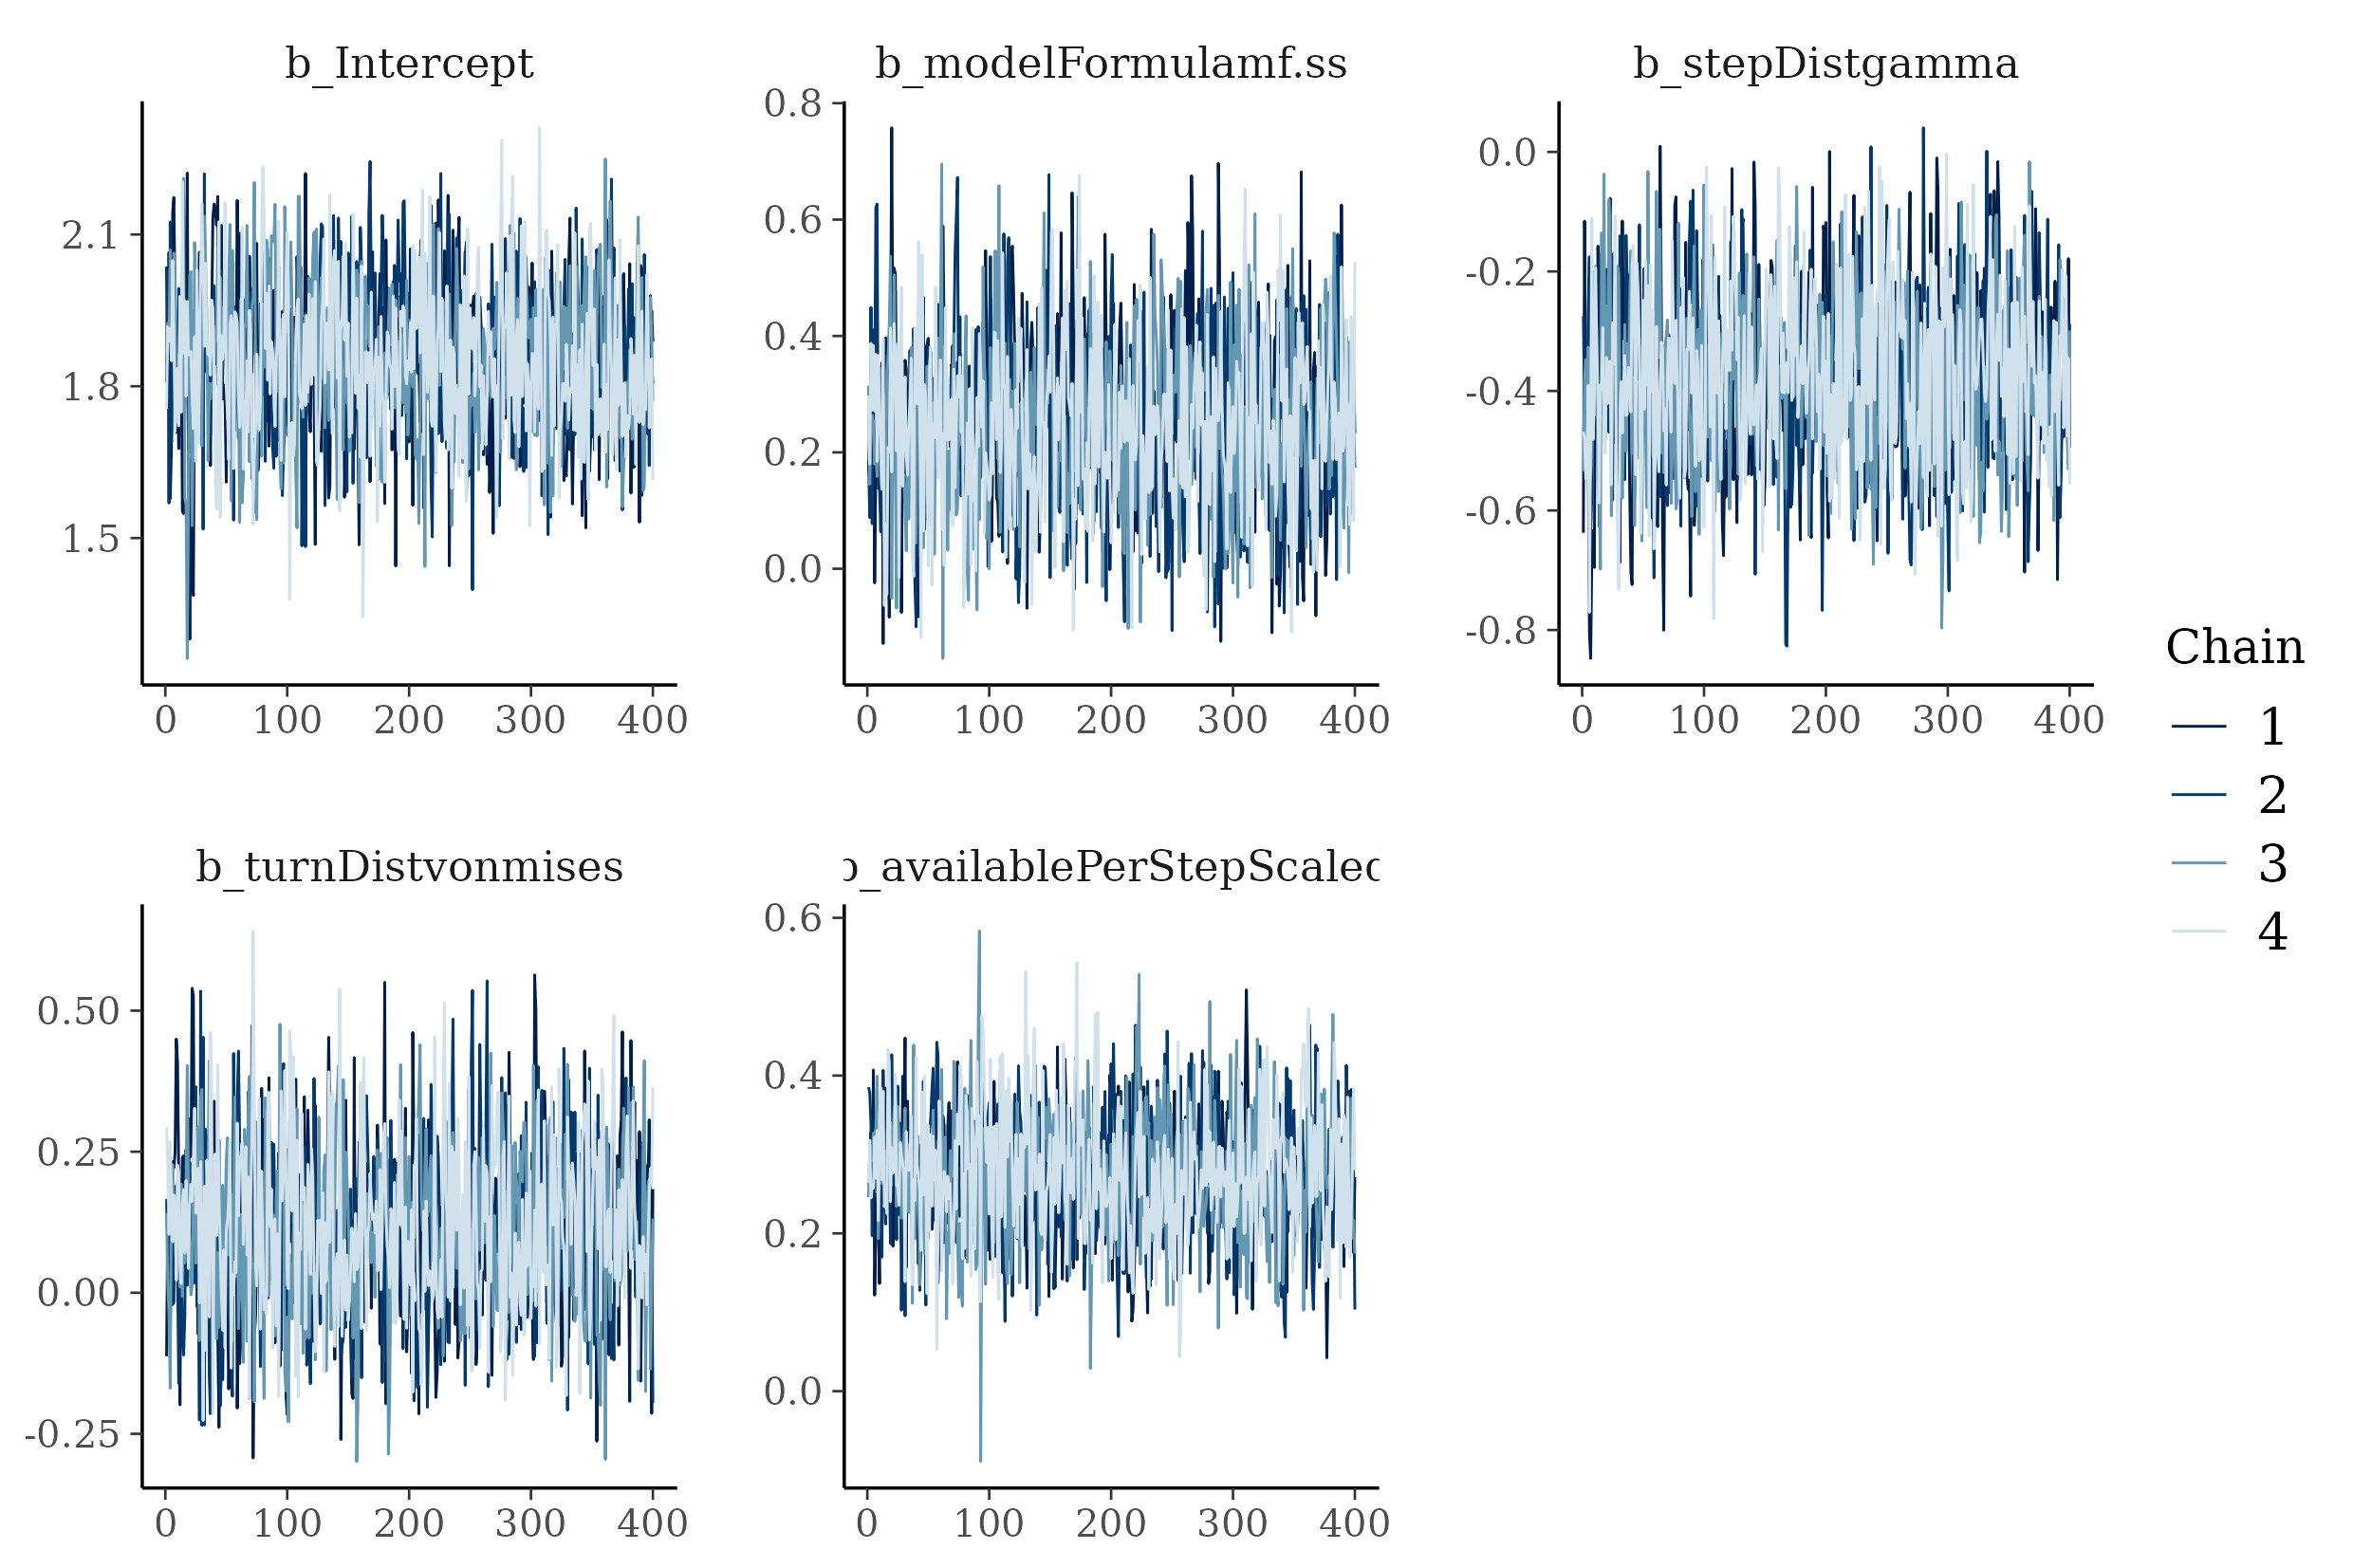 b_Intercept
2.1
1.8
1.5
0 100 200 300 400
b_modelFormulamf.ss
0.8
0.6
0.4
0.2
0.0
0 100 200 300 400
b_stepDistgamma
0.0
-0.2
-0.4
-0.6
-0.8
0 100 200 300 400
b_turnDistvonmises
0.50
0.25
0.00
-0.25
0 100 200 300 400
b_availablePerStepScaled
0.6
0.4
0.2
0.0
0 100 200 300 400
Chain
1
2
3
4